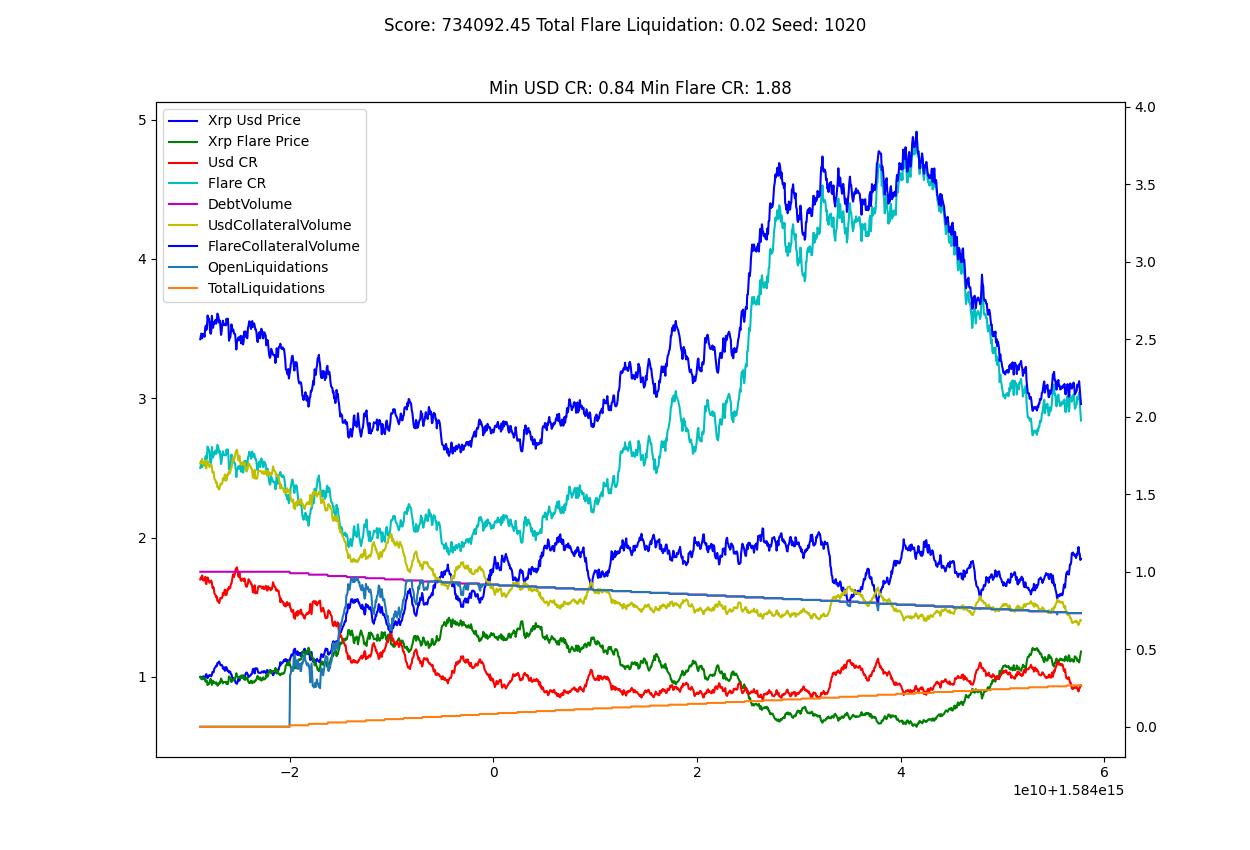 Score: 734092.45 Total Flare Liquidation: 0.02 Seed: 1020
Min USD CR: 0.84 Min Flare CR: 1.88
Xrp Usd Price
Xrp Flare Price
Usd CR
Flare CR
DebtVolume
UsdCollateralVolume
FlareCollateralVolume
OpenLiquidations
TotalLiquidations
5
4
3
2
1
4.0
3.5
3.0
2.5
2.0
1.5
1.0
0.5
0.0
−2
0
2
4
6
1e10+1.584e15